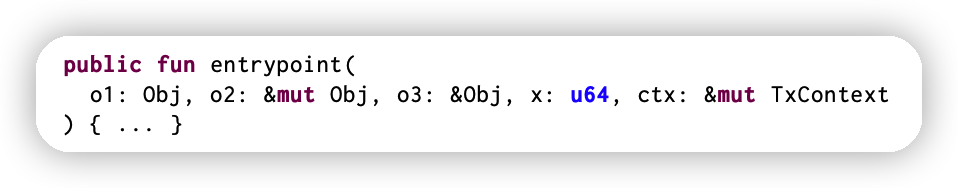 public fun entrypoint(
o1: Obj, o2: &mut Obj, o3: &Obj, x: u64, ctx: &mut TxContext
) { ... }